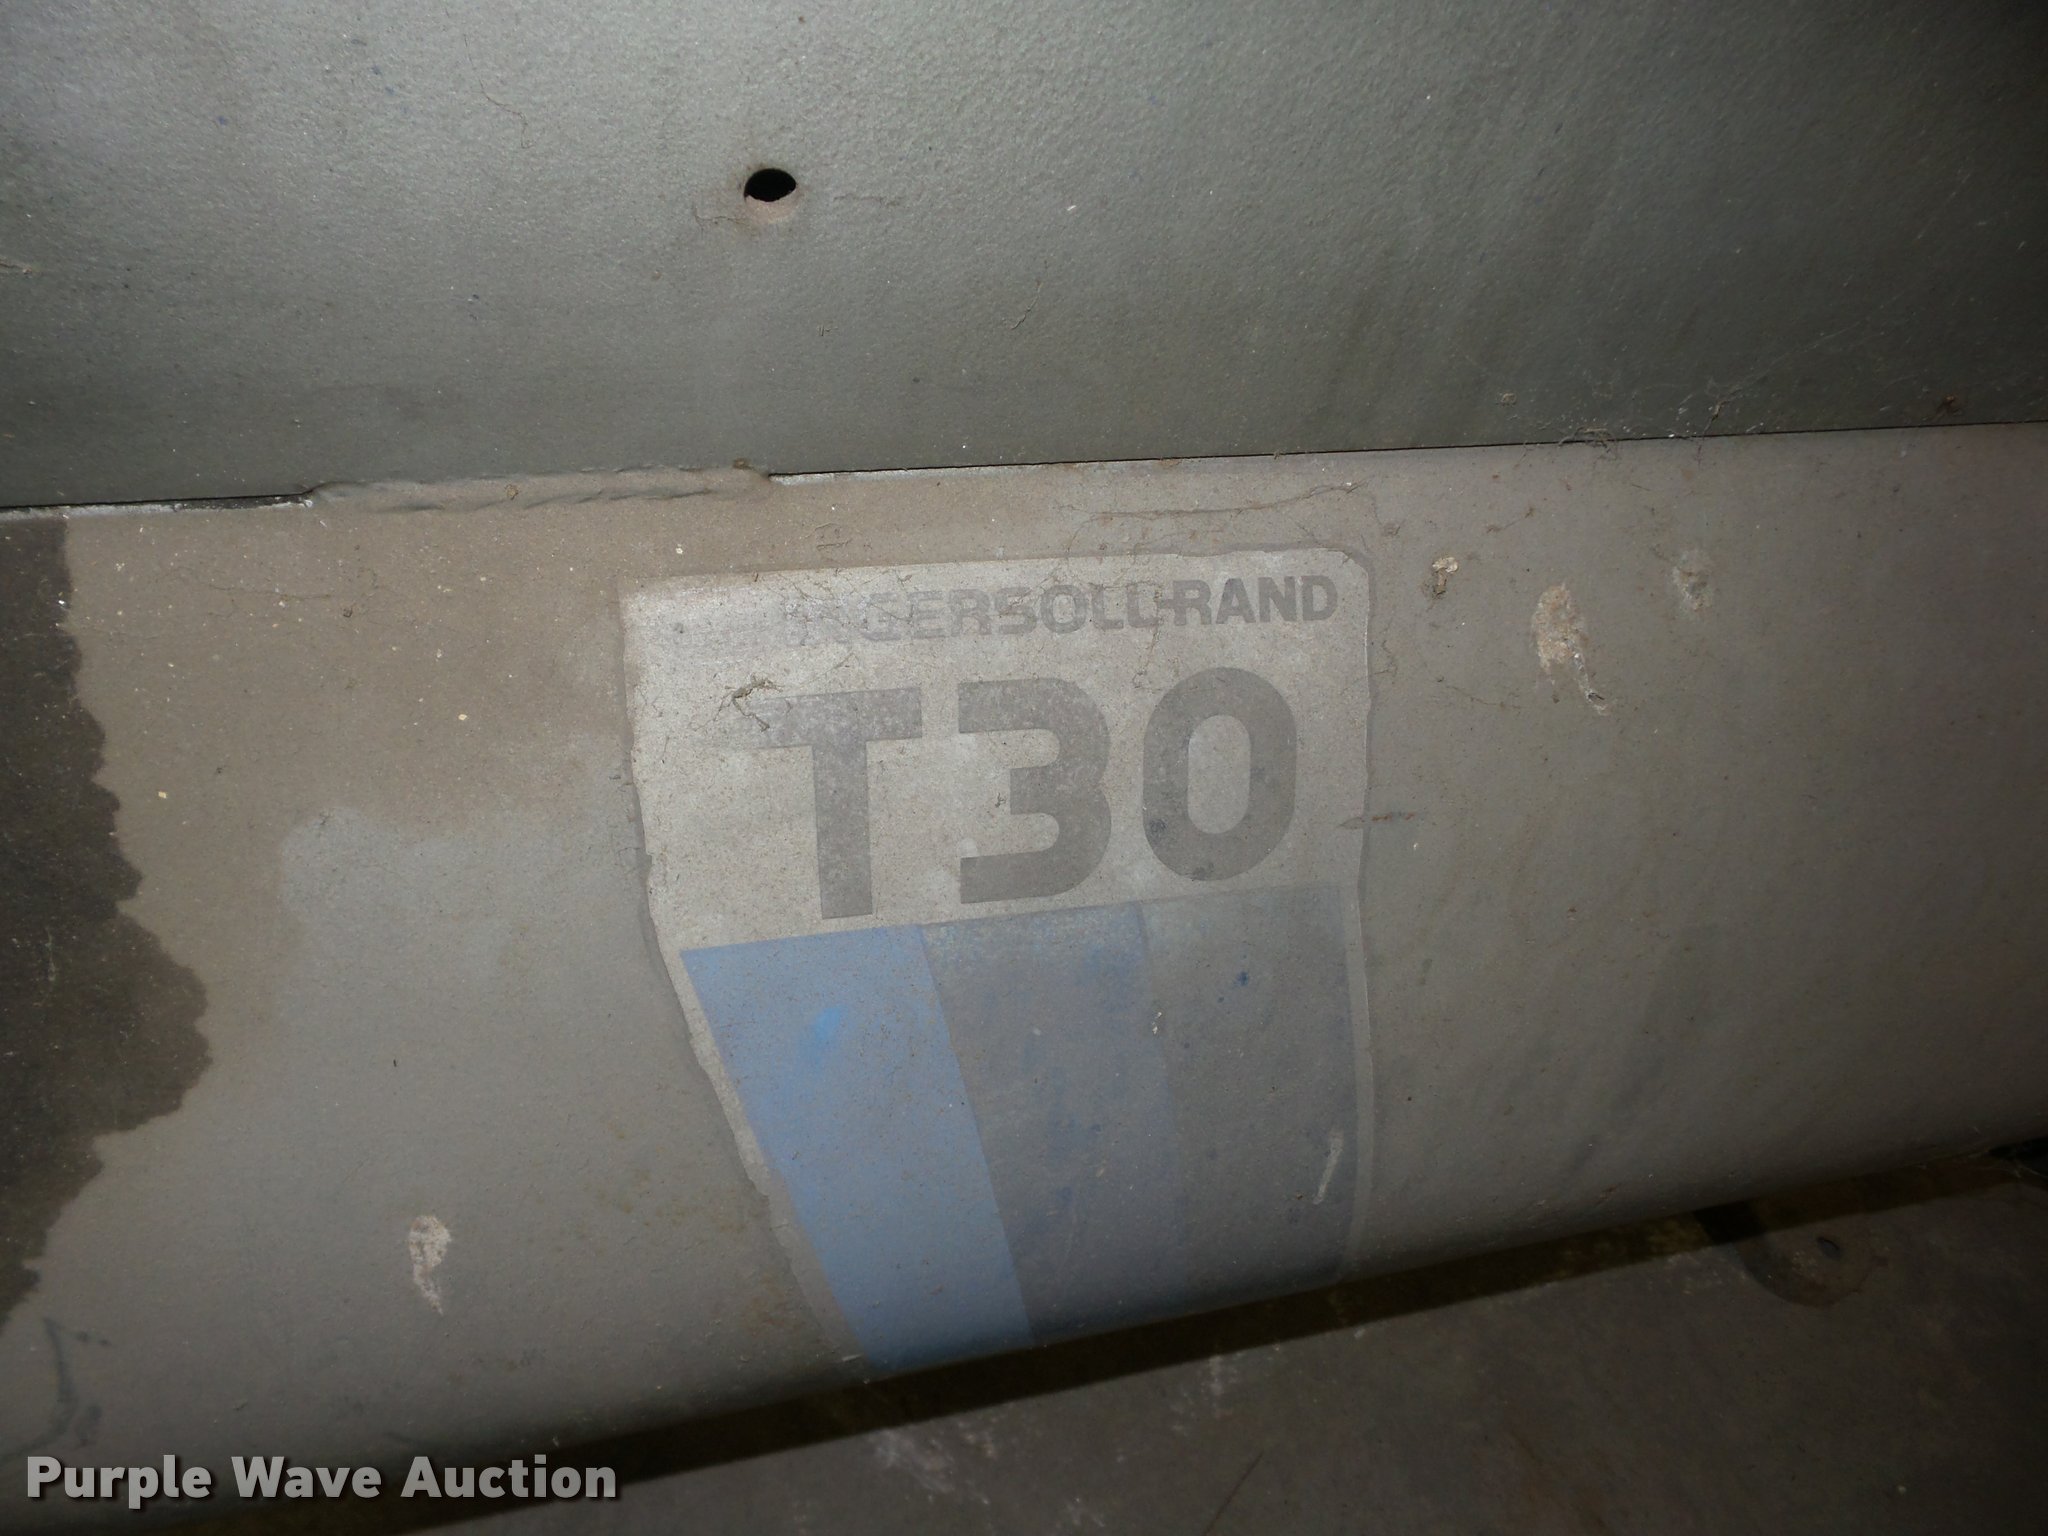 INGERSOLL-RAND
T30
Purple Wave Auction